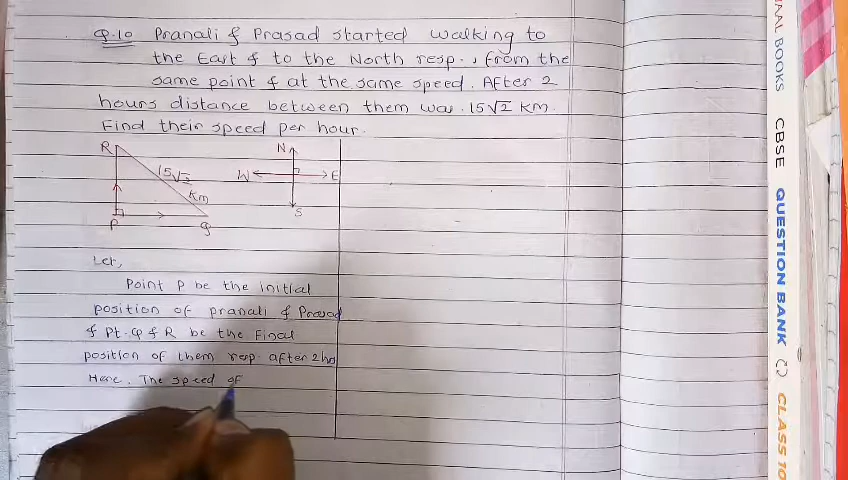 Q.10 Pranali & Prasad started walking to
the East & to the North resp., from the
same point & at the same speed. After 2
hours distance between them was 15√2 KM.
Find their speed per hour.
R
15√2
Km
P
Q
N
W
E
S
Let,
Point P be the initial
position of pranali & Prasad
& Pt. Q & R be the Final
position of them resp. after 2
Here, The speed of
CBSE QUESTION BANK CLASS 10
BOOKS